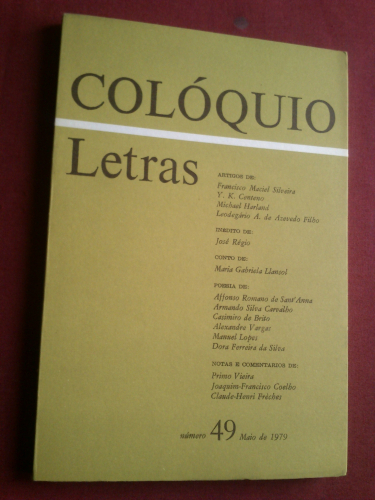 COLÓQUIO
Letras
ARTIGOS DE:
Francisco Maciel Silveira
Y. K. Centeno
Michael Harland
Leodegário A. de Azevedo Filho
INÉDITO DE:
José Régio
CONTO DE:
Maria Gabriela Llansol
POESIA DE:
Affonso Romano de Sant'Anna
Armando Silva Carvalho
Casimiro de Brito
Alexandre Vargas
Manuel Lopes
Dora Ferreira da Silva
NOTAS E COMENTÁRIOS DE:
Primo Vieira
Joaquim-Francisco Coelho
Claude-Henri Frèches
número 49 Maio de 1979